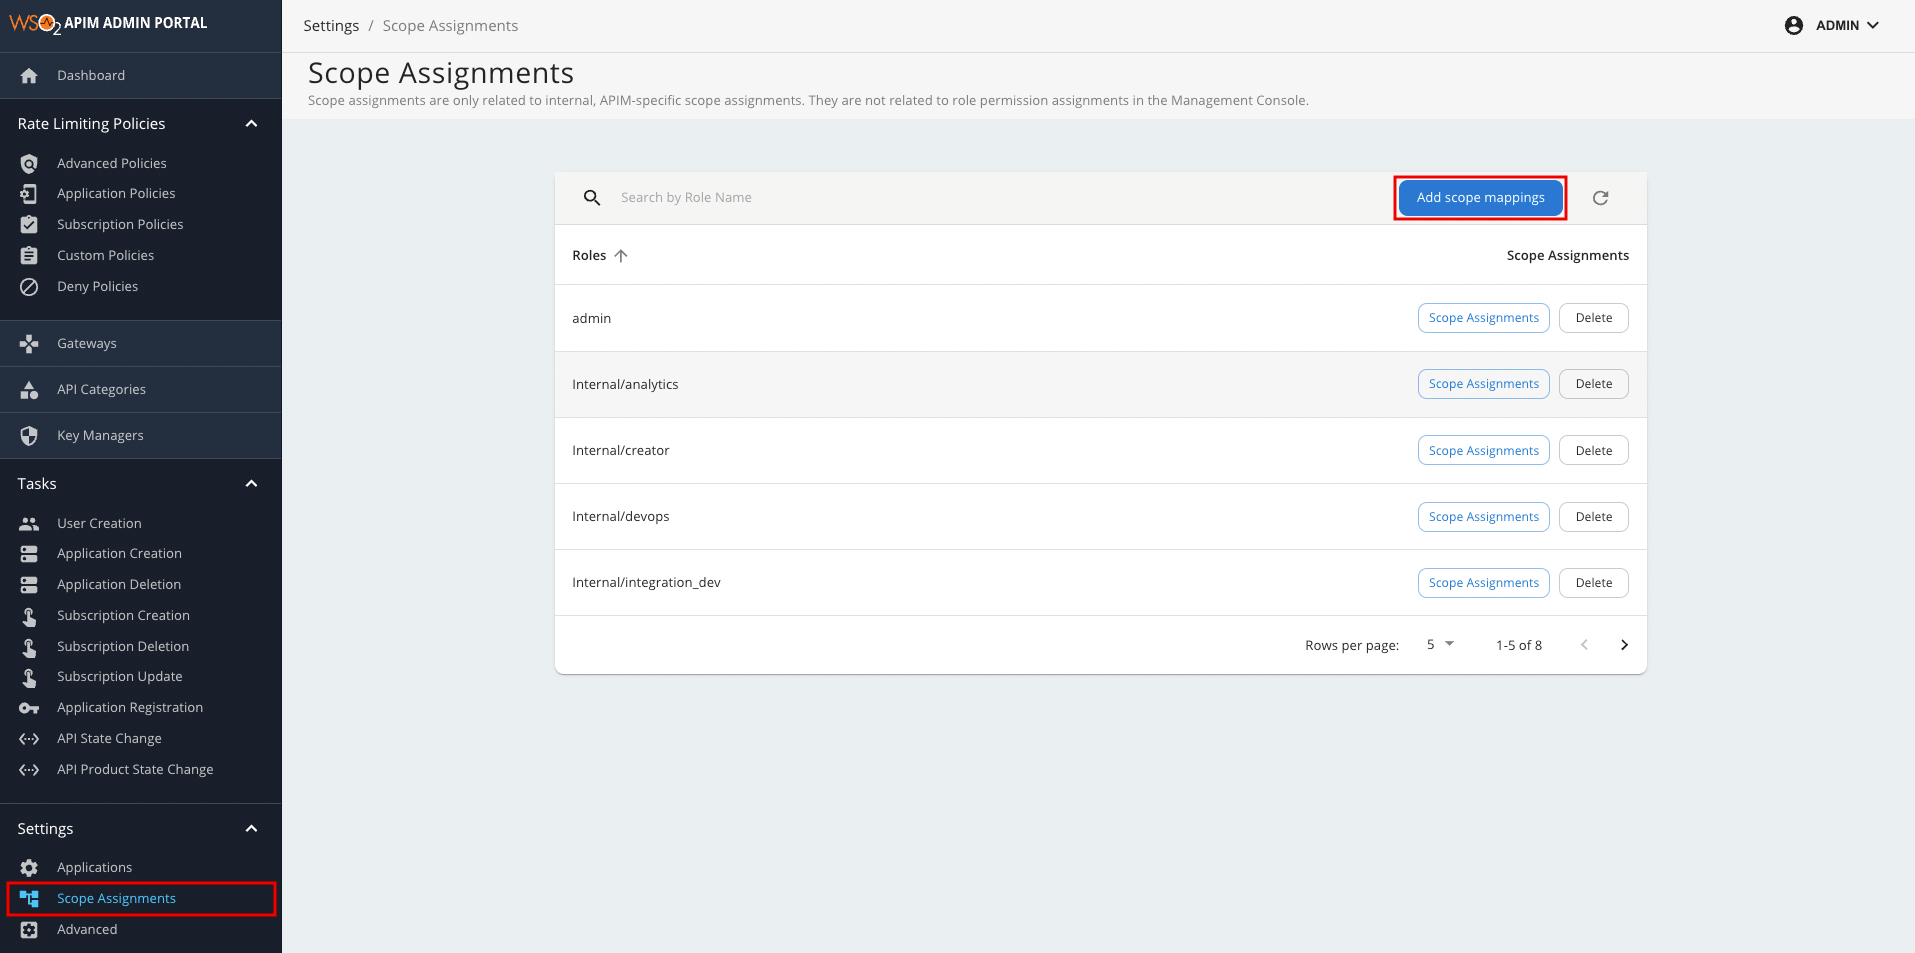 WSO2 APIM ADMIN PORTAL
Settings / Scope Assignments
ADMIN
Dashboard
Rate Limiting Policies
Advanced Policies
Application Policies
Subscription Policies
Custom Policies
Deny Policies
Gateways
API Categories
Key Managers
Tasks
User Creation
Application Creation
Application Deletion
Subscription Creation
Subscription Deletion
Subscription Update
Application Registration
API State Change
API Product State Change
Settings
Applications
Scope Assignments
Advanced
Scope Assignments
Scope assignments are only related to internal, APIM-specific scope assignments. They are not related to role permission assignments in the Management Console.
Search by Role Name
Add scope mappings
Roles Scope Assignments
admin Scope Assignments Delete
Internal/analytics Scope Assignments Delete
Internal/creator Scope Assignments Delete
Internal/devops Scope Assignments Delete
Internal/integration_dev Scope Assignments Delete
Rows per page: 5 1-5 of 8